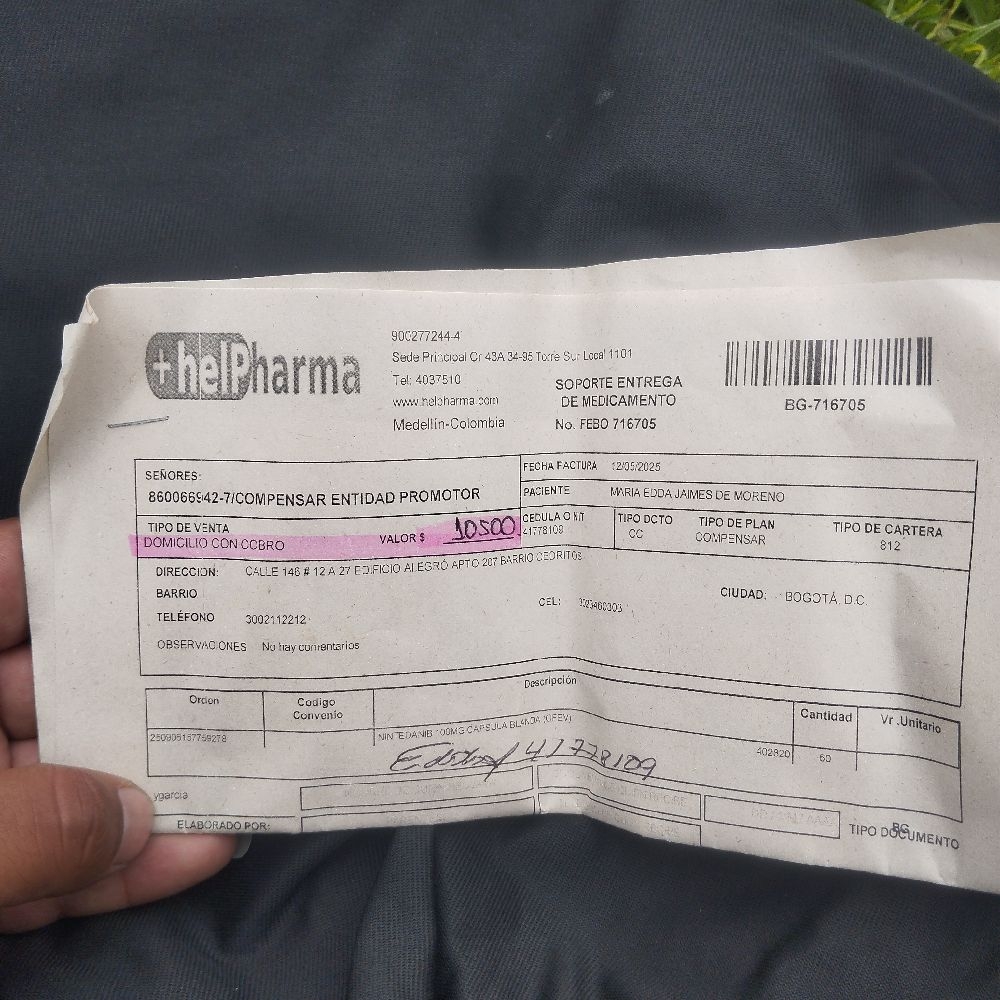 +helPharma
900277244-4
Sede Principal Cr 43A 34-95 Torre Sur Local 1101
Tel: 4037510
www.helpharma.com
Medellín-Colombia
SOPORTE ENTREGA
DE MEDICAMENTO
No. FEBO 716705
BG-716705
SEÑORES:
860066942-7/COMPENSAR ENTIDAD PROMOTOR
FECHA FACTURA 12/05/2025
PACIENTE MARIA EDDA JAIMES DE MORENO
TIPO DE VENTA
DOMICILIO CON COBRO VALOR $ 10500
CEDULA O NIT
TIPO DCTO
CC
TIPO DE PLAN
COMPENSAR
TIPO DE CARTERA
812
DIRECCION: CALLE 146 # 12 A 27 EDIFICIO ALEGRO APTO 207 BARRIO CEDRITOS
BARRIO
CIUDAD: BOGOTÁ, D.C.
TELÉFONO 3002112212
CEL:
OBSERVACIONES No hay comentarios
Orden Codigo Convenio Descripción Cantidad Vr .Unitario
NINTEDANIB 100MG CAPSULA BLANDA (OFEV) 402820 60
41778109
ygarcia
ELABORADO POR:
BG
TIPO DOCUMENTO